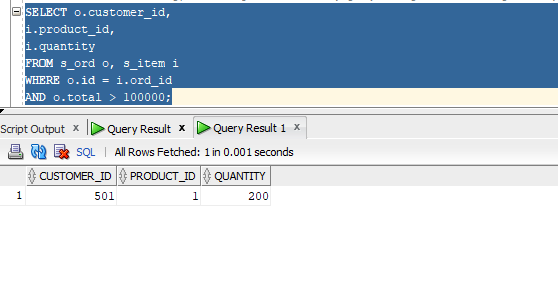 SELECT o.customer_id,
i.product_id,
i.quantity
FROM s_ord o, s_item i
WHERE o.id = i.ord_id
AND o.total > 100000;
Script Output x Query Result x Query Result 1 x
SQL | All Rows Fetched: 1 in 0.001 seconds
CUSTOMER_ID PRODUCT_ID QUANTITY
1 501 1 200